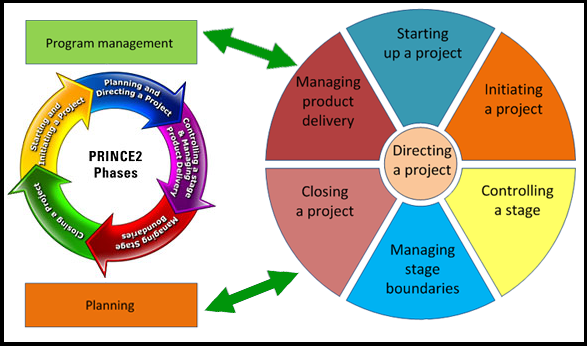 Program management
Planning and
Directing a Project
Controlling a stage
& Managing
Product Delivery
Managing Stage
Boundaries
Closing a Project
Starting and
Initiating a Project
PRINCE2
Phases
Planning
Starting
up a project
Initiating
a project
Controlling
a stage
Managing
stage
boundaries
Closing
a project
Managing
product
delivery
Directing
a project